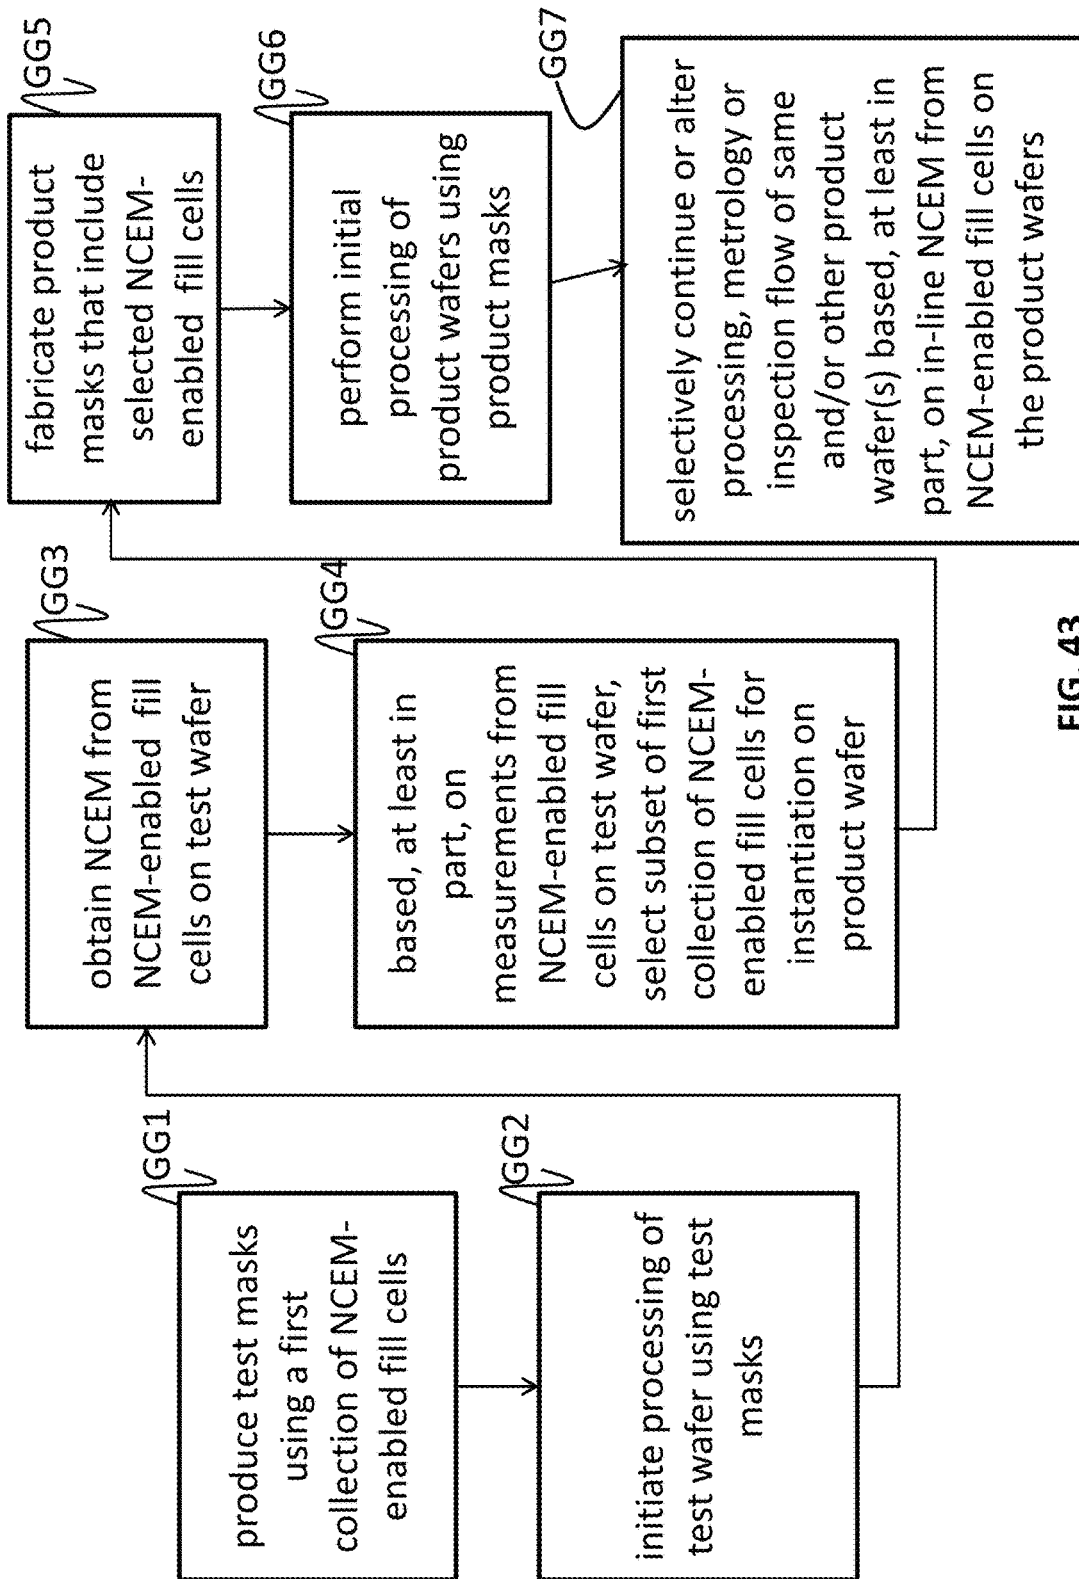 GG1
produce test masks
using a first
collection of NCEM-
enabled fill cells
GG2
initiate processing of
test wafer using test
masks
GG3
obtain NCEM from
NCEM-enabled fill
cells on test wafer
GG4
based, at least in
part, on
measurements from
NCEM-enabled fill
cells on test wafer,
select subset of first
collection of NCEM-
enabled fill cells for
instantiation on
product wafer
GG5
fabricate product
masks that include
selected NCEM-
enabled fill cells
GG6
perform initial
processing of
product wafers using
product masks
GG7
selectively continue or alter
processing, metrology or
inspection flow of same
and/or other product
wafer(s) based, at least in
part, on in-line NCEM from
NCEM-enabled fill cells on
the product wafers
FIG. 43